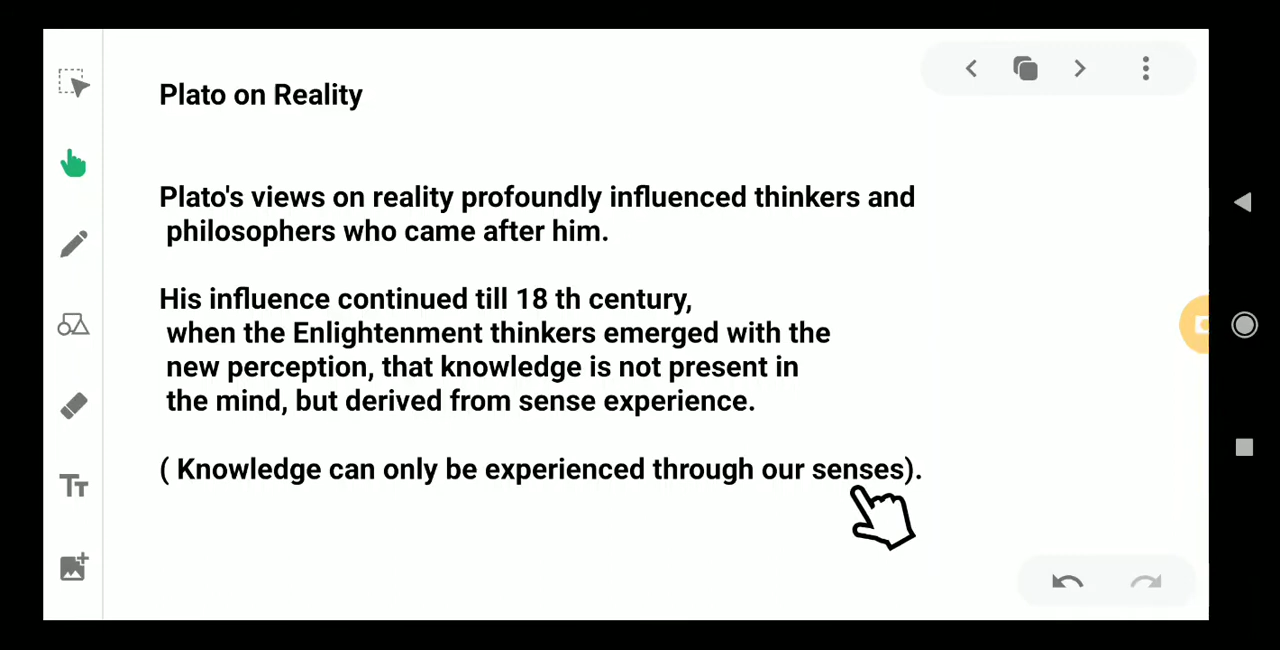 Plato on Reality
Plato's views on reality profoundly influenced thinkers and
philosophers who came after him.
His influence continued till 18 th century,
when the Enlightenment thinkers emerged with the
new perception, that knowledge is not present in
the mind, but derived from sense experience.
( Knowledge can only be experienced through our senses).
TT